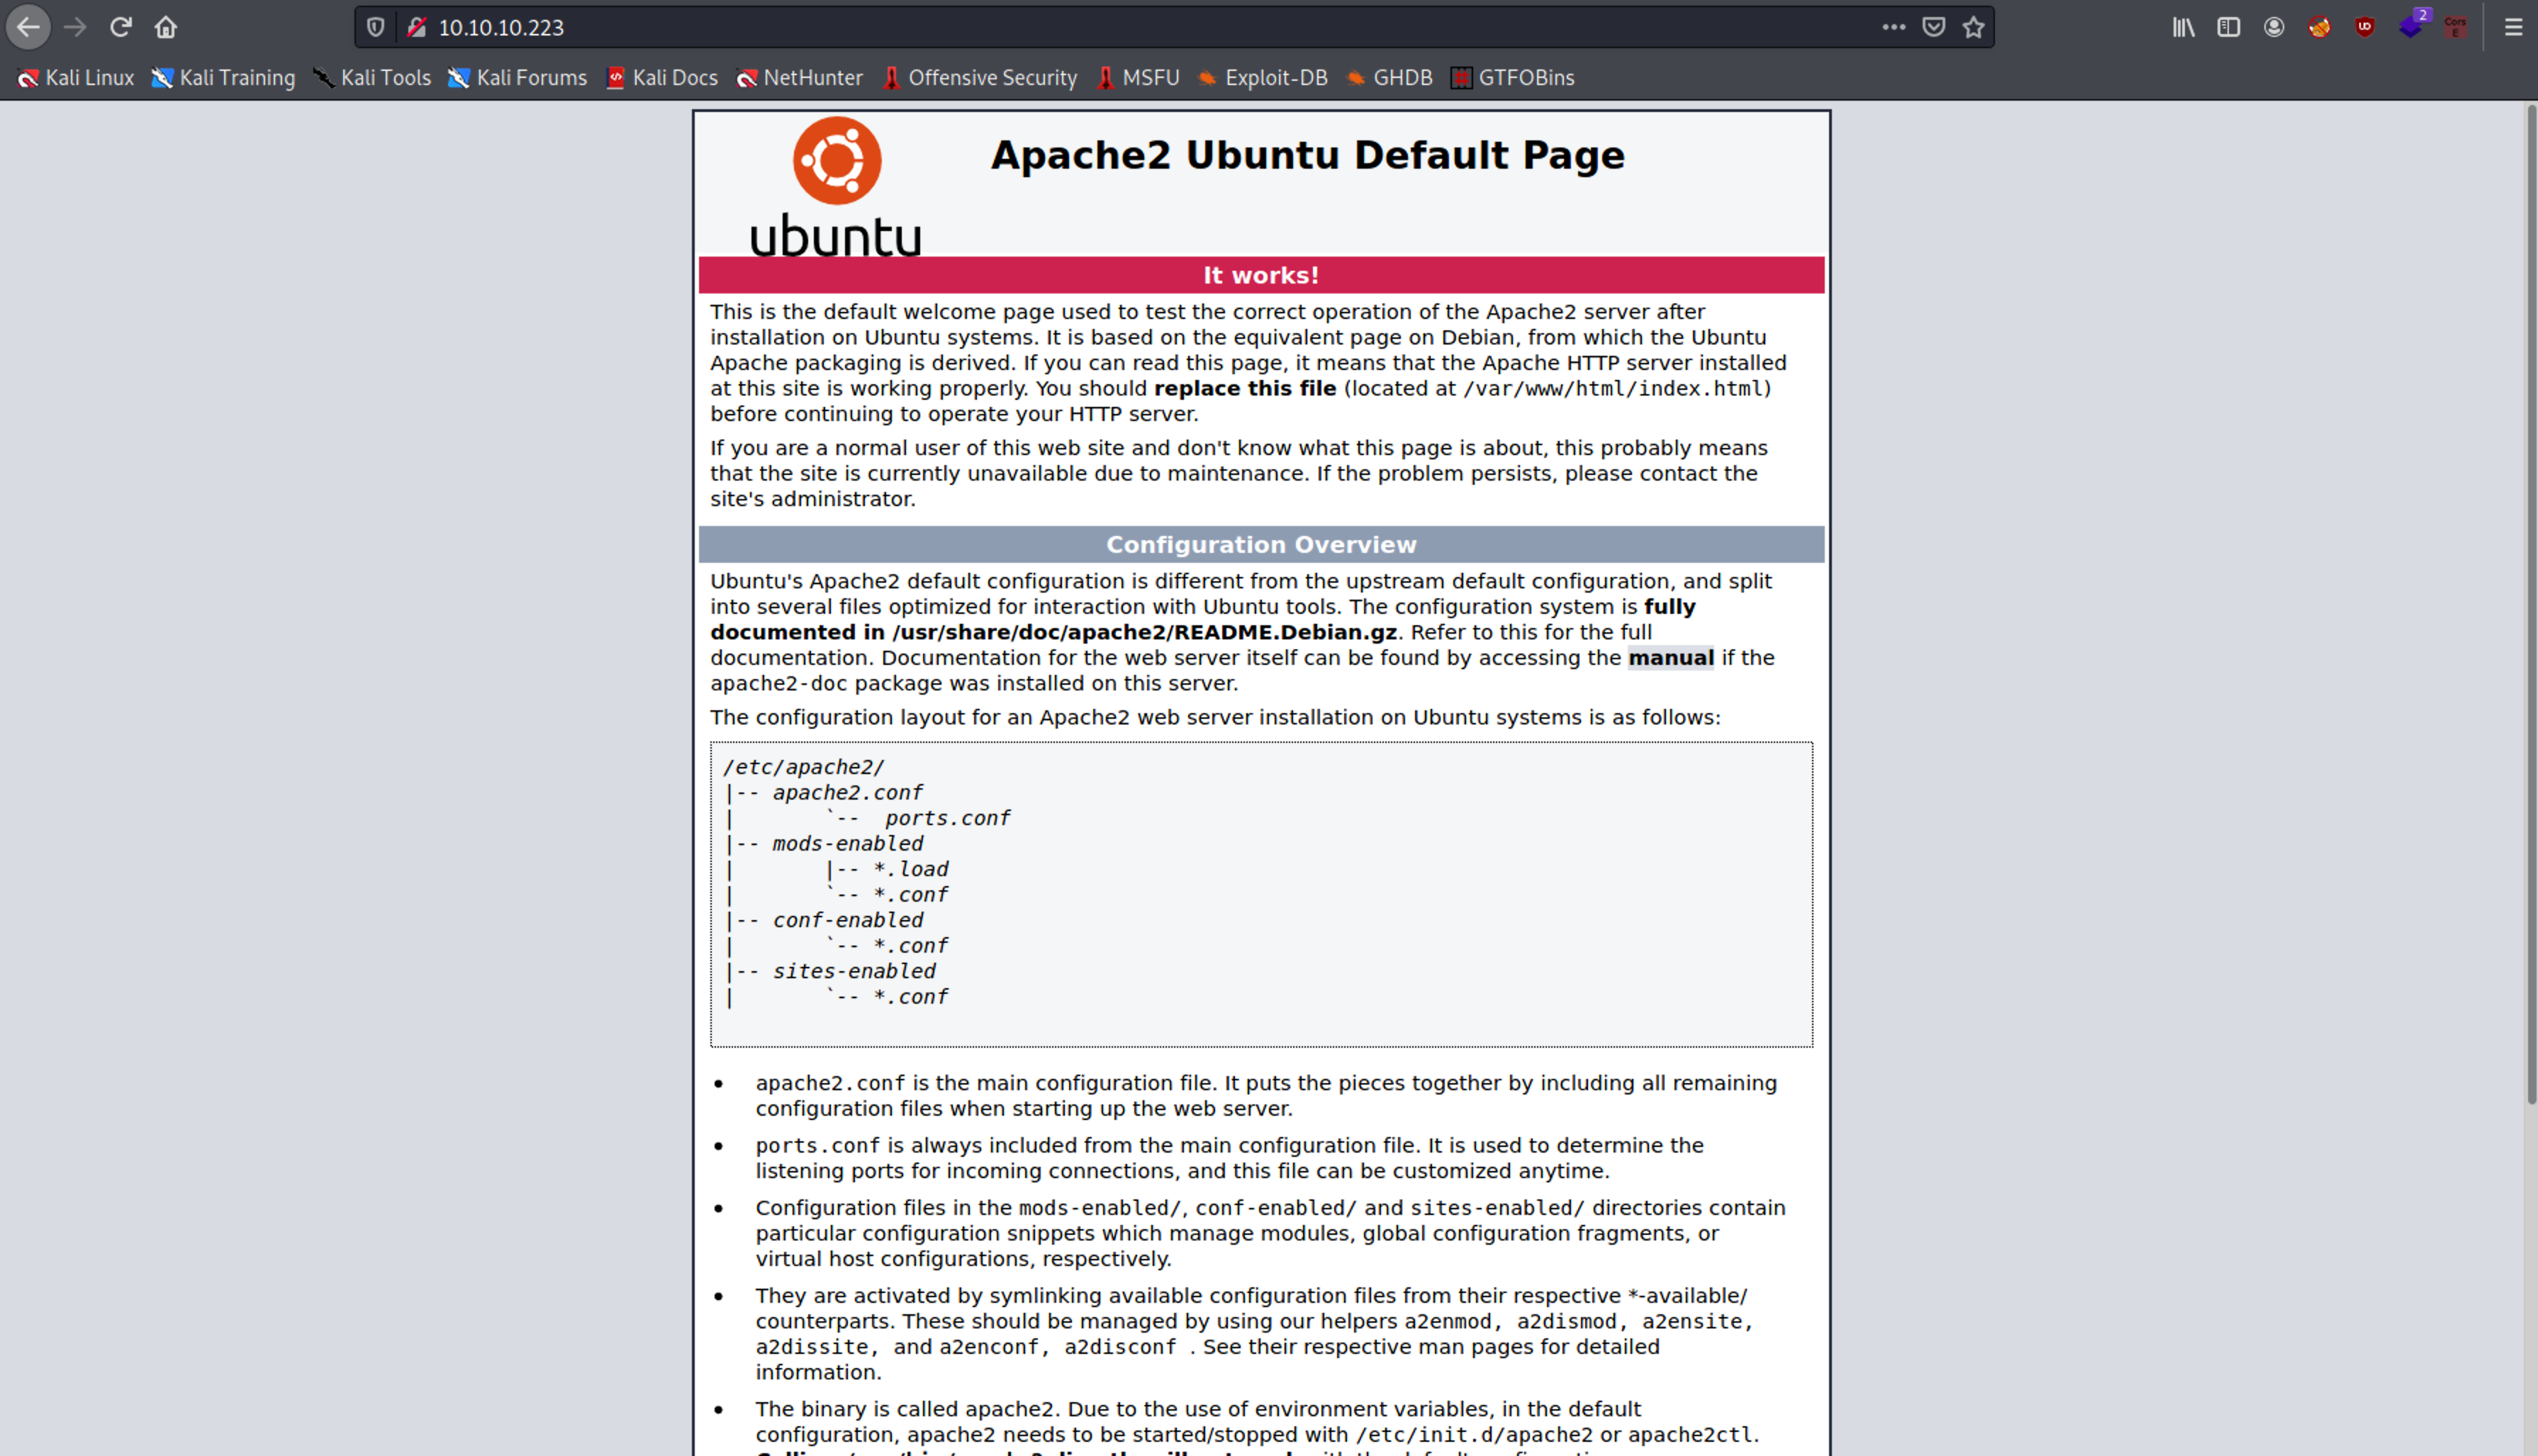 10.10.10.223
2
Cors
E
Kali Linux Kali Training Kali Tools Kali Forums Kali Docs NetHunter Offensive Security MSFU Exploit-DB GHDB GTFOBins
ubuntu
Apache2 Ubuntu Default Page
It works!
This is the default welcome page used to test the correct operation of the Apache2 server after
installation on Ubuntu systems. It is based on the equivalent page on Debian, from which the Ubuntu
Apache packaging is derived. If you can read this page, it means that the Apache HTTP server installed
at this site is working properly. You should replace this file (located at /var/www/html/index.html)
before continuing to operate your HTTP server.
If you are a normal user of this web site and don't know what this page is about, this probably means
that the site is currently unavailable due to maintenance. If the problem persists, please contact the
site's administrator.
Configuration Overview
Ubuntu's Apache2 default configuration is different from the upstream default configuration, and split
into several files optimized for interaction with Ubuntu tools. The configuration system is fully
documented in /usr/share/doc/apache2/README.Debian.gz. Refer to this for the full
documentation. Documentation for the web server itself can be found by accessing the manual if the
apache2-doc package was installed on this server.
The configuration layout for an Apache2 web server installation on Ubuntu systems is as follows:
/etc/apache2/
|-- apache2.conf
|       `--  ports.conf
|-- mods-enabled
|       |-- *.load
|       `-- *.conf
|-- conf-enabled
|       `-- *.conf
|-- sites-enabled
|       `-- *.conf
• apache2.conf is the main configuration file. It puts the pieces together by including all remaining
configuration files when starting up the web server.
• ports.conf is always included from the main configuration file. It is used to determine the
listening ports for incoming connections, and this file can be customized anytime.
• Configuration files in the mods-enabled/, conf-enabled/ and sites-enabled/ directories contain
particular configuration snippets which manage modules, global configuration fragments, or
virtual host configurations, respectively.
• They are activated by symlinking available configuration files from their respective *-available/
counterparts. These should be managed by using our helpers a2enmod, a2dismod, a2ensite,
a2dissite, and a2enconf, a2disconf . See their respective man pages for detailed
information.
• The binary is called apache2. Due to the use of environment variables, in the default
configuration, apache2 needs to be started/stopped with /etc/init.d/apache2 or apache2ctl.